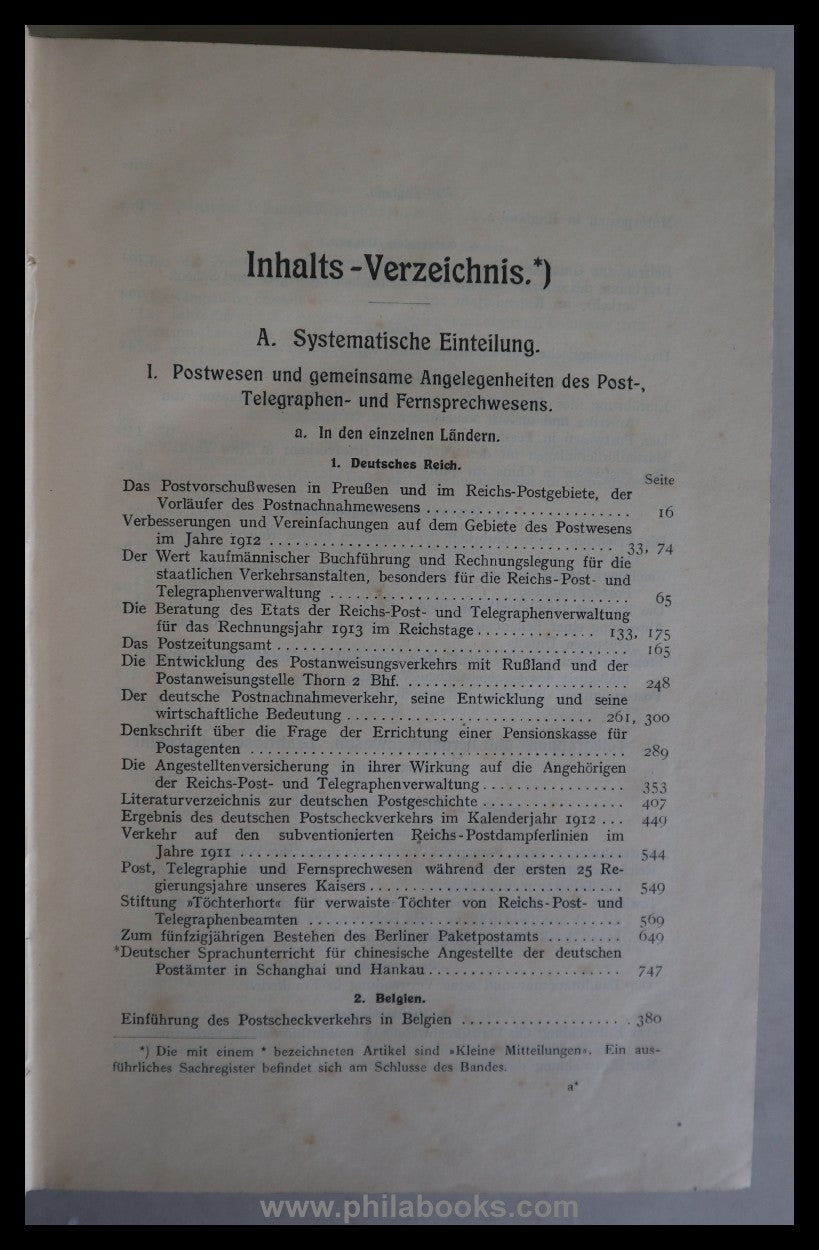 Inhalts-Verzeichnis.*)
A. Systematische Einteilung.
I. Postwesen und gemeinsame Angelegenheiten des Post-,
Telegraphen- und Fernsprechwesens.
a. In den einzelnen Ländern.
1. Deutsches Reich.
Seite
Das Postvorschußwesen in Preußen und im Reichs-Postgebiete, der
Vorläufer des Postnachnahmewesens ........................ 16
Verbesserungen und Vereinfachungen auf dem Gebiete des Postwesens
im Jahre 1912 ........................................ 33, 74
Der Wert kaufmännischer Buchführung und Rechnungslegung für die
staatlichen Verkehrsanstalten, besonders für die Reichs-Post- und
Telegraphenverwaltung ................................... 65
Die Beratung des Etats der Reichs-Post- und Telegraphenverwaltung
für das Rechnungsjahr 1913 im Reichstage.............. 133, 175
Das Postzeitungsamt ......................................... 165
Die Entwicklung des Postanweisungsverkehrs mit Rußland und der
Postanweisungstelle Thorn 2 Bhf. .......................... 248
Der deutsche Postnachnahmeverkehr, seine Entwicklung und seine
wirtschaftliche Bedeutung ............................. 261, 300
Denkschrift über die Frage der Errichtung einer Pensionskasse für
Postagenten ............................................ 289
Die Angestelltenversicherung in ihrer Wirkung auf die Angehörigen
der Reichs-Post- und Telegraphenverwaltung................. 353
Literaturverzeichnis zur deutschen Postgeschichte ................. 407
Ergebnis des deutschen Postscheckverkehrs im Kalenderjahr 1912 ... 449
Verkehr auf den subventionierten Reichs-Postdampferlinien im
Jahre 1911 ............................................. 544
Post, Telegraphie und Fernsprechwesen während der ersten 25 Re-
gierungsjahre unseres Kaisers.............................. 549
Stiftung »Töchterhort« für verwaiste Töchter von Reichs-Post- und
Telegraphenbeamten ..................................... 569
Zum fünfzigjährigen Bestehen des Berliner Paketpostamts ......... 649
*Deutscher Sprachunterricht für chinesische Angestellte der deutschen
Postämter in Schanghai und Hankau....................... 747
2. Belgien.
Einführung des Postscheckverkehrs in Belgien .................... 380
*) Die mit einem * bezeichneten Artikel sind »Kleine Mitteilungen«. Ein aus-
führliches Sachregister befindet sich am Schlusse des Bandes.
a*
www.philabooks.com